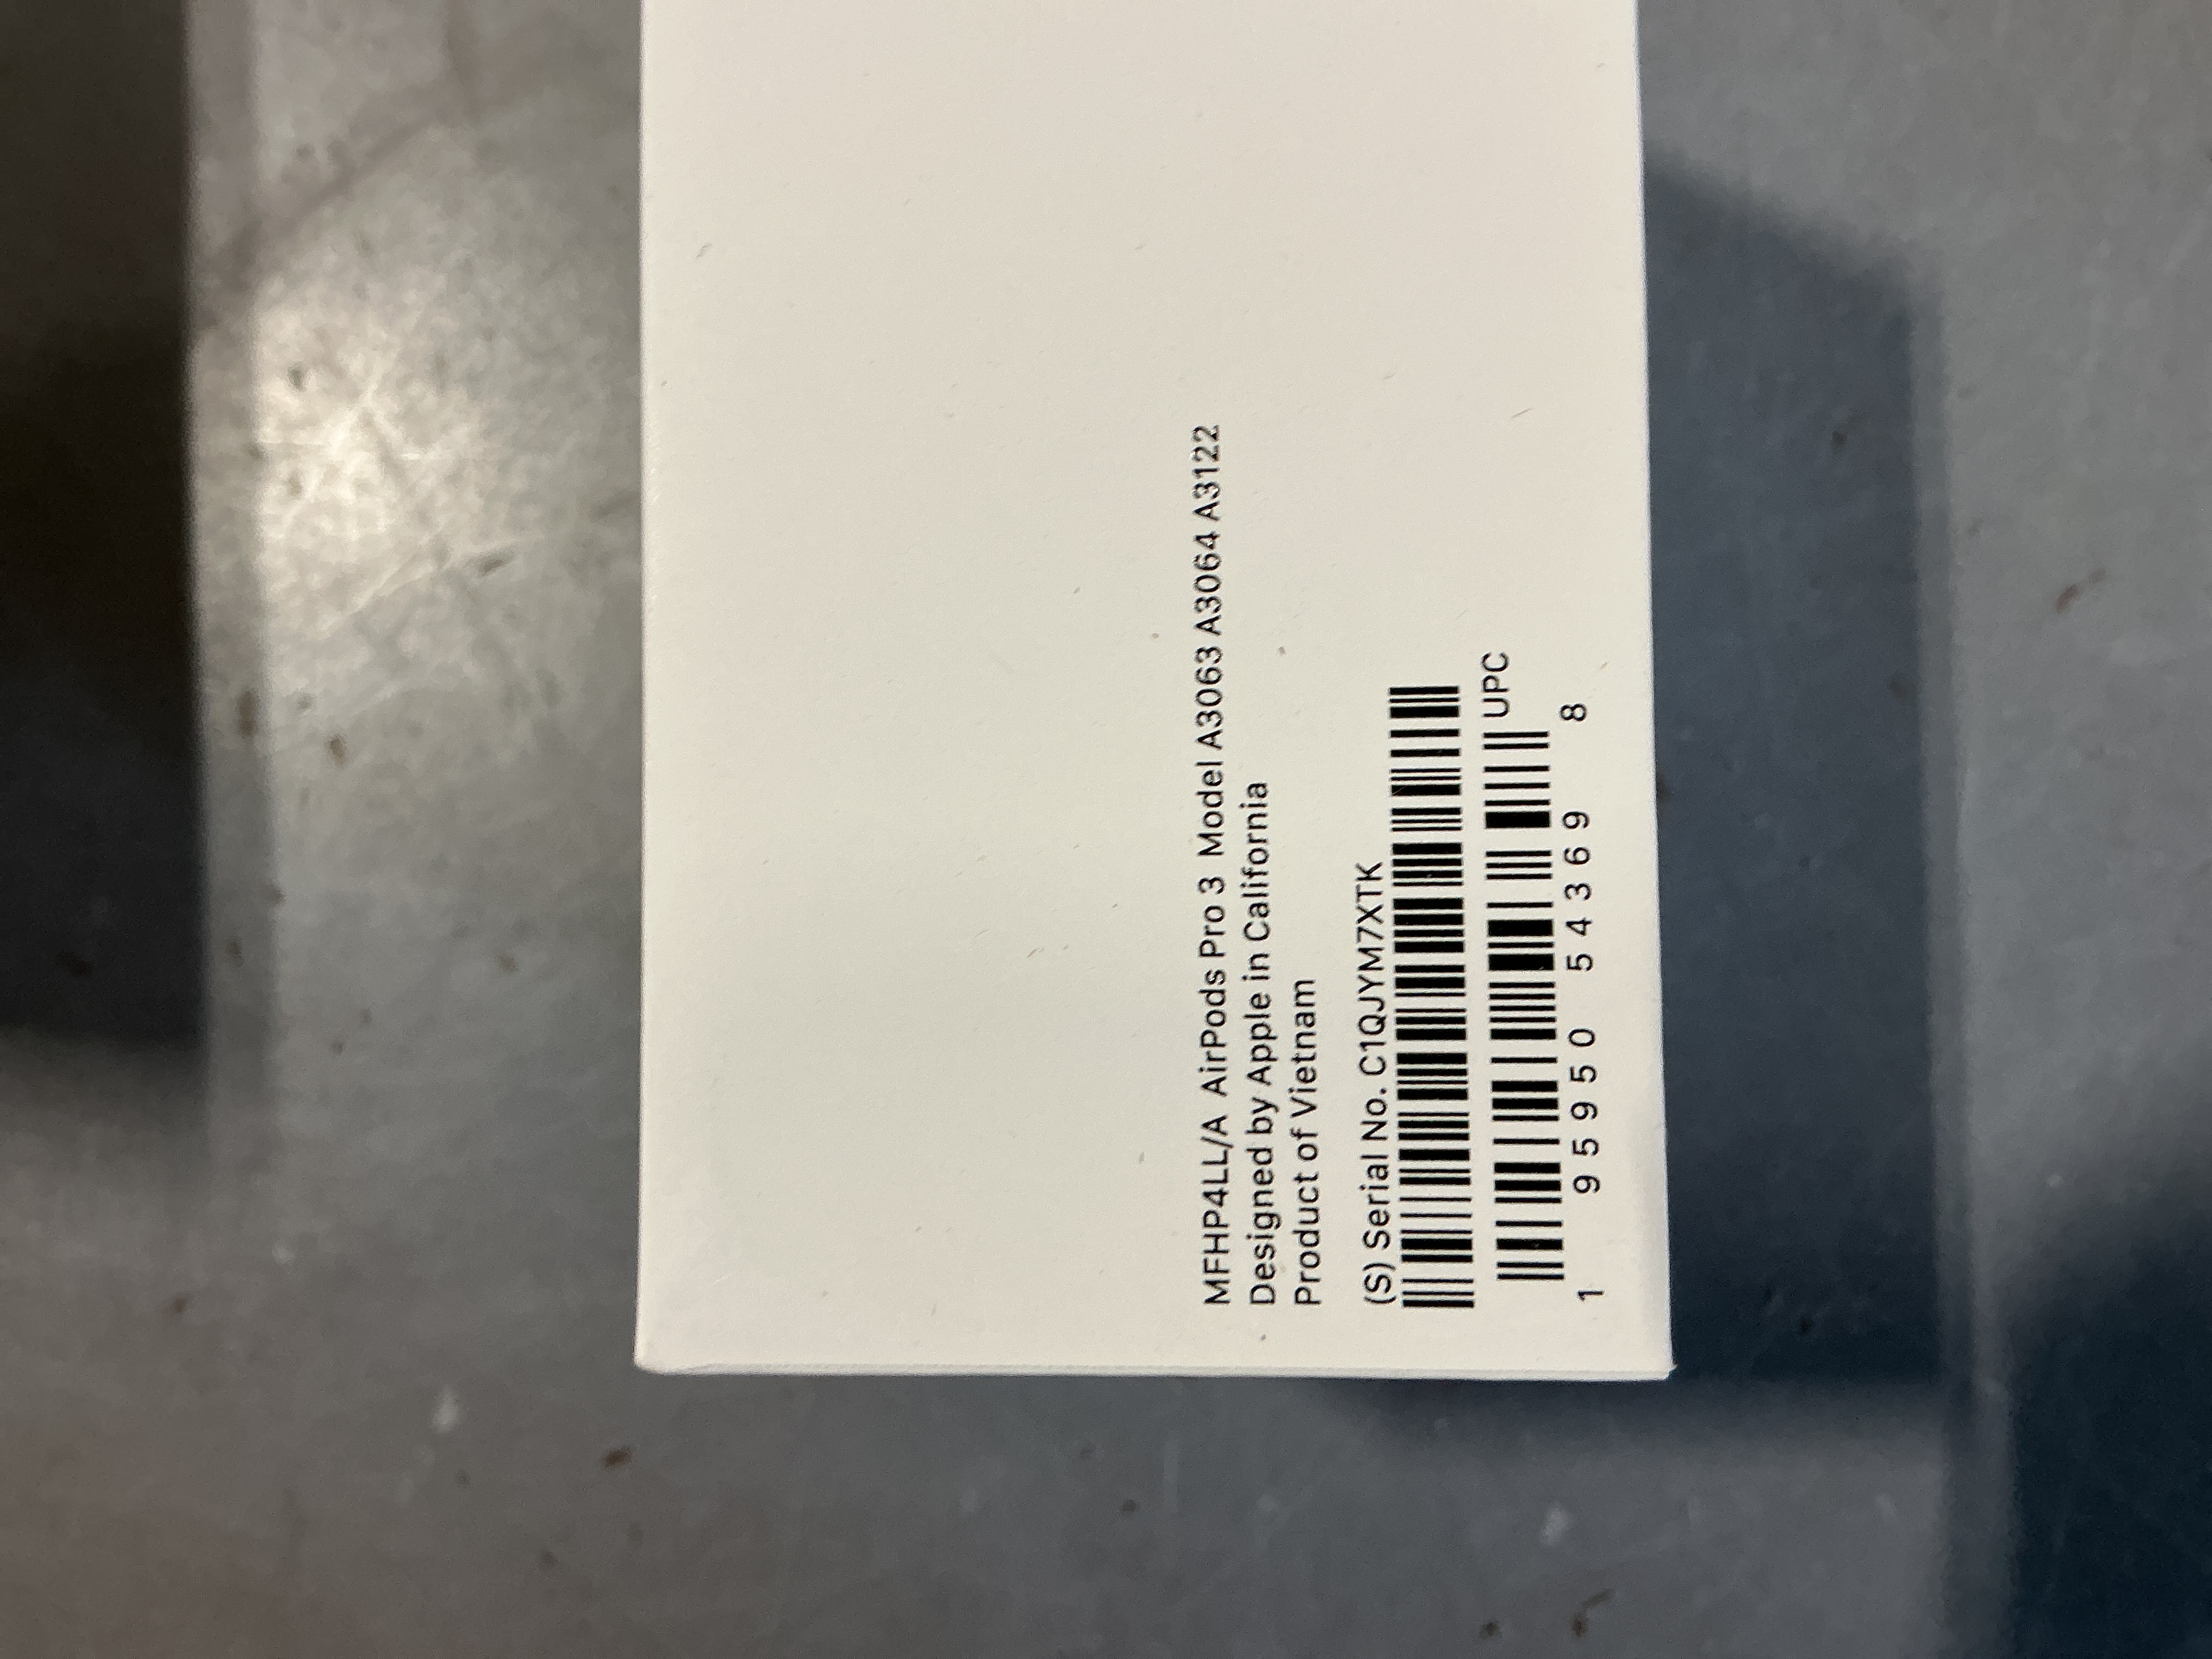 MFHP4LL/A AirPods Pro 3 Model A3063 A3064 A3122
Designed by Apple in California
Product of Vietnam
(S) Serial No. C1QJYM7XTK
UPC
1 95950 54369 8